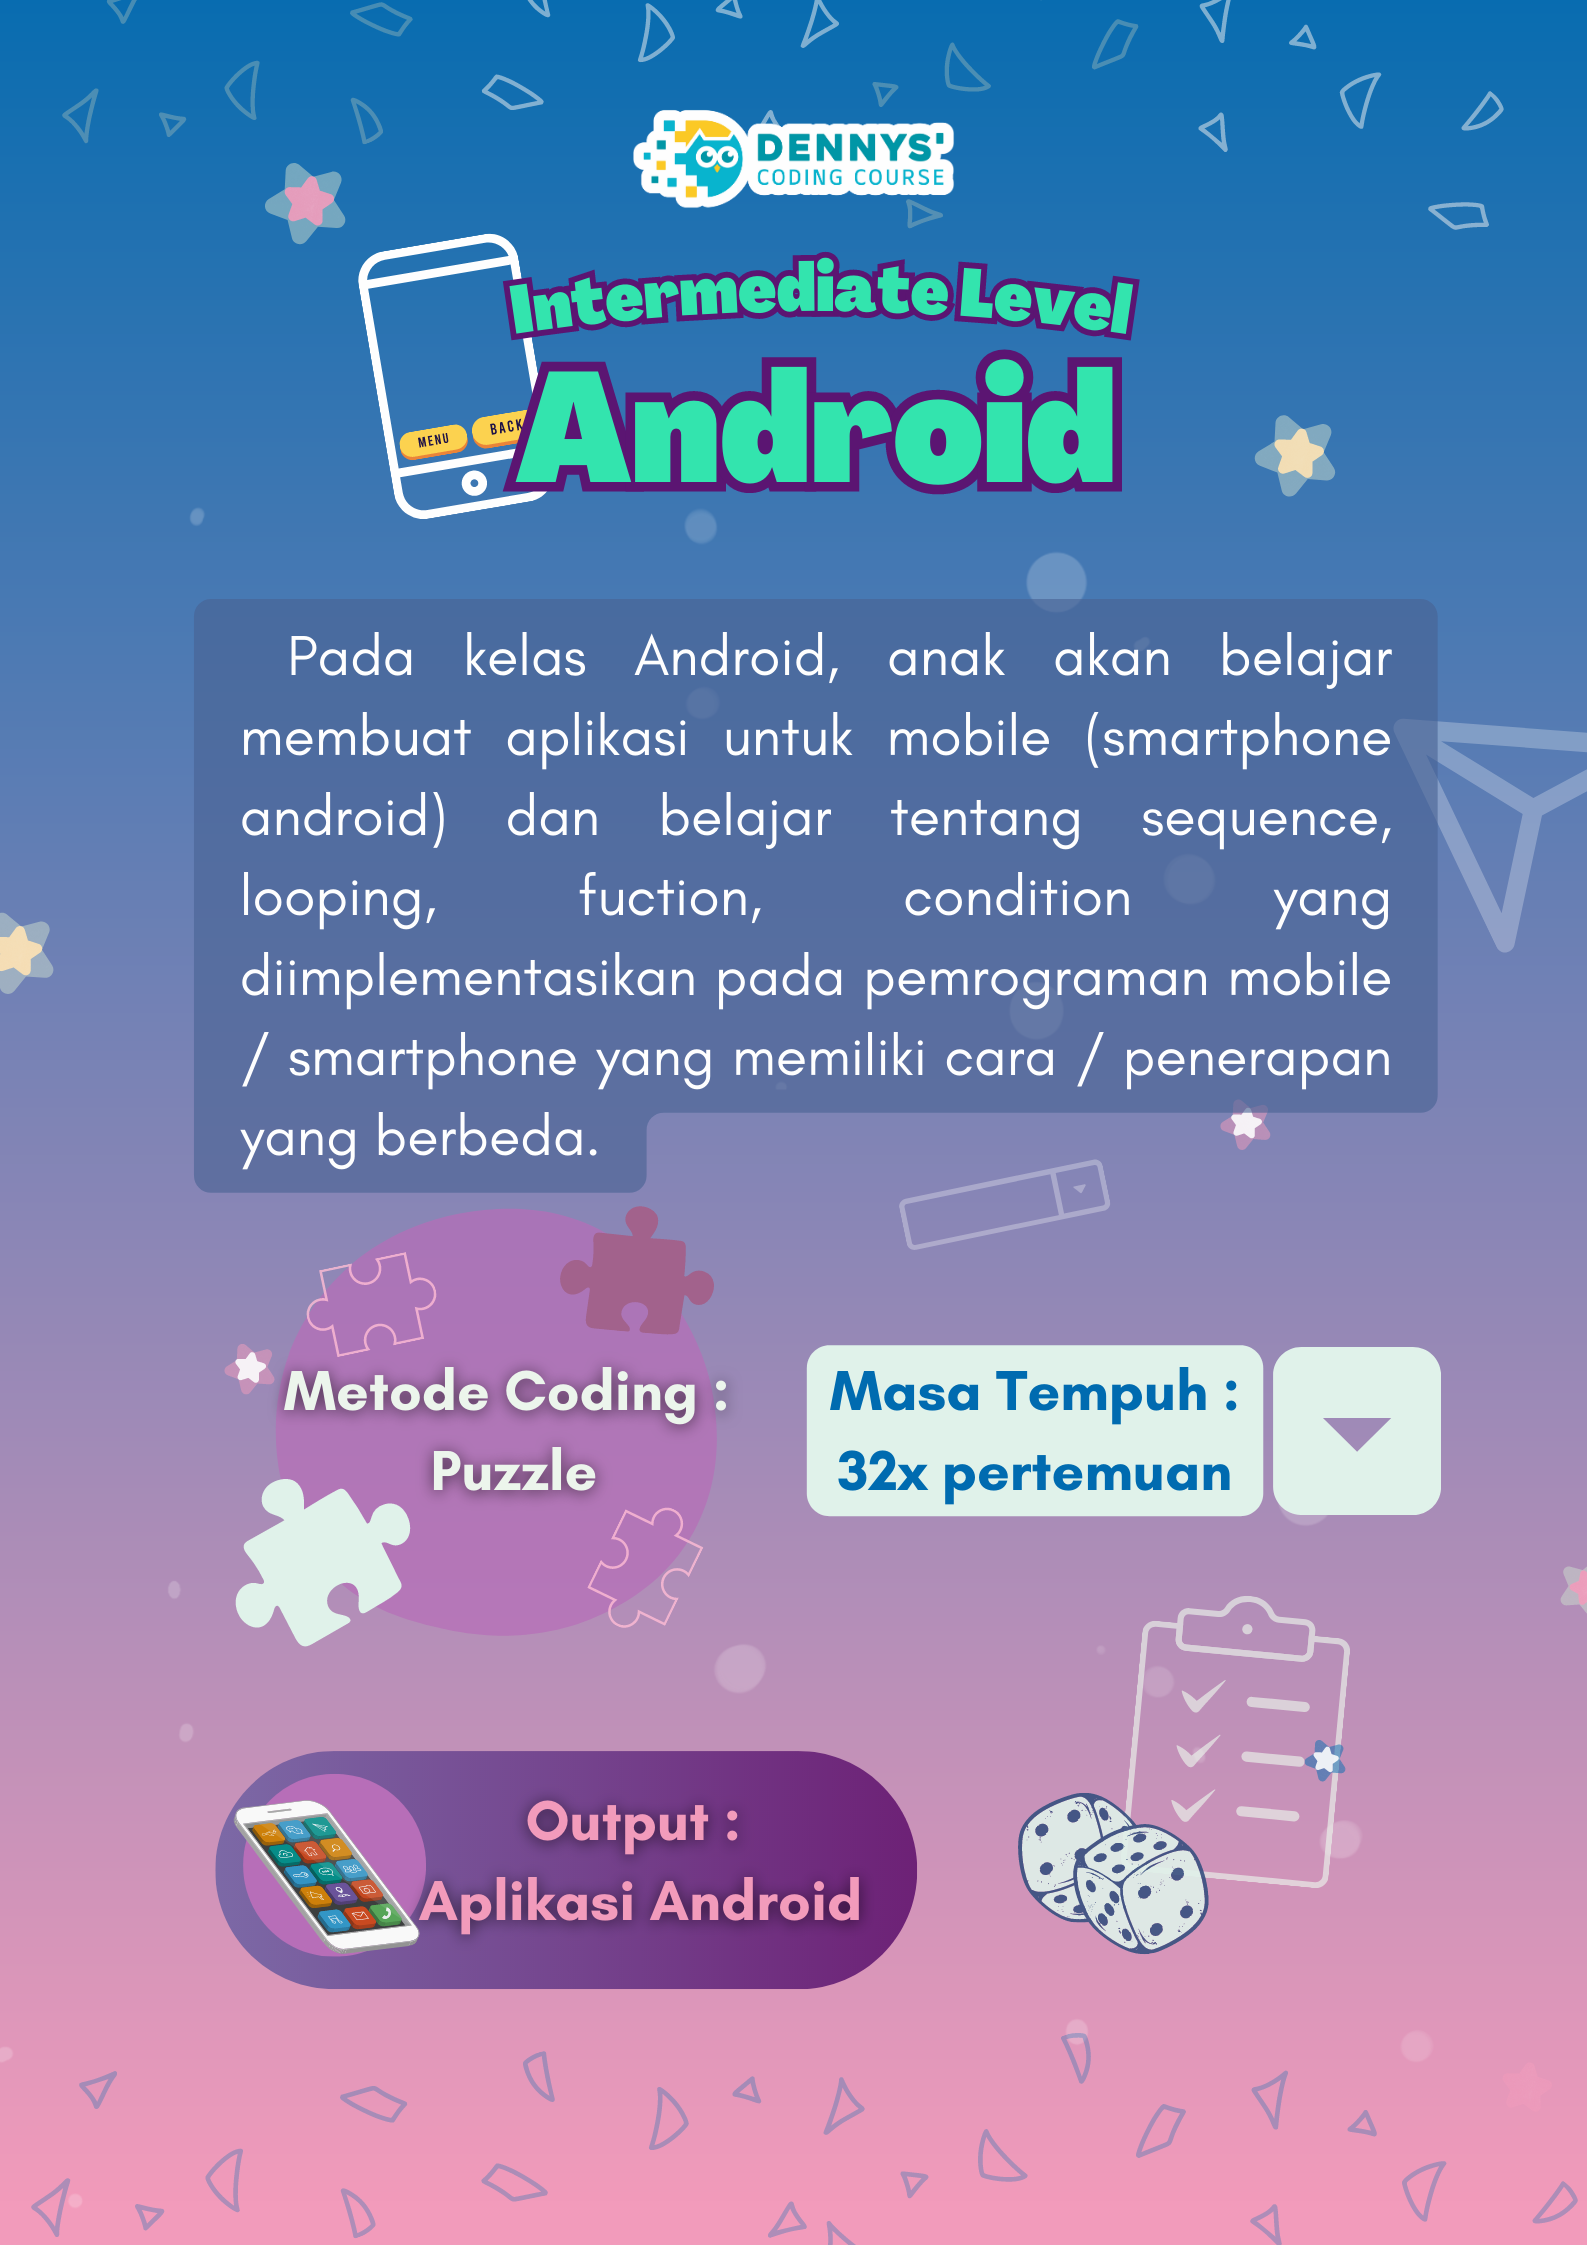 DENNYS'
CODING COURSE
Intermediate Level
Android
MENU
BACK
Pada kelas Android, anak akan belajar
membuat aplikasi untuk mobile (smartphone
android) dan belajar tentang sequence,
looping, fuction, condition yang
diimplementasikan pada pemrograman mobile
/ smartphone yang memiliki cara / penerapan
yang berbeda.
Metode Coding :
Puzzle
Masa Tempuh :
32x pertemuan
Output :
Aplikasi Android